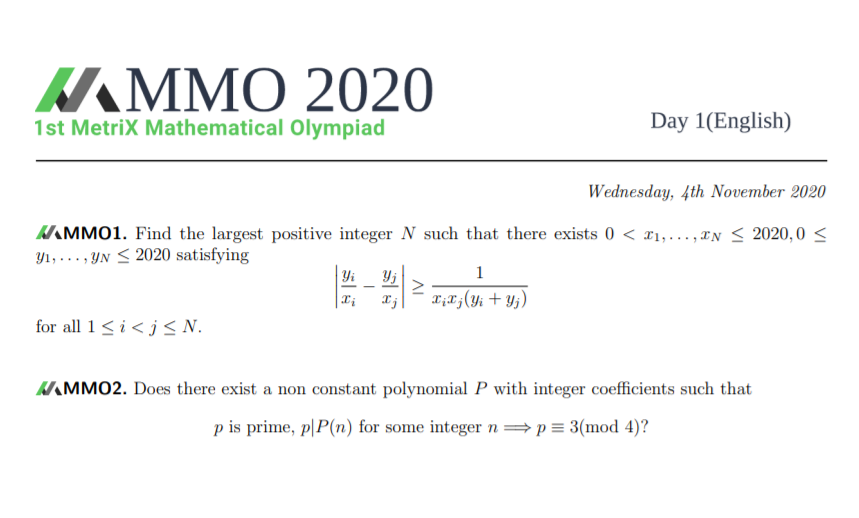 MMO 2020
1st MetriX Mathematical Olympiad
Day 1(English)
Wednesday, 4th November 2020
MMO1. Find the largest positive integer N such that there exists 0 < x₁, . . . , x_N ≤ 2020, 0 ≤
y₁, . . . , y_N ≤ 2020 satisfying
|y_i/x_i − y_j/x_j| ≥ 1/(x_i x_j(y_i + y_j))
for all 1 ≤ i < j ≤ N.
MMO2. Does there exist a non constant polynomial P with integer coefficients such that
p is prime, p|P(n) for some integer n ⟹ p ≡ 3(mod 4)?